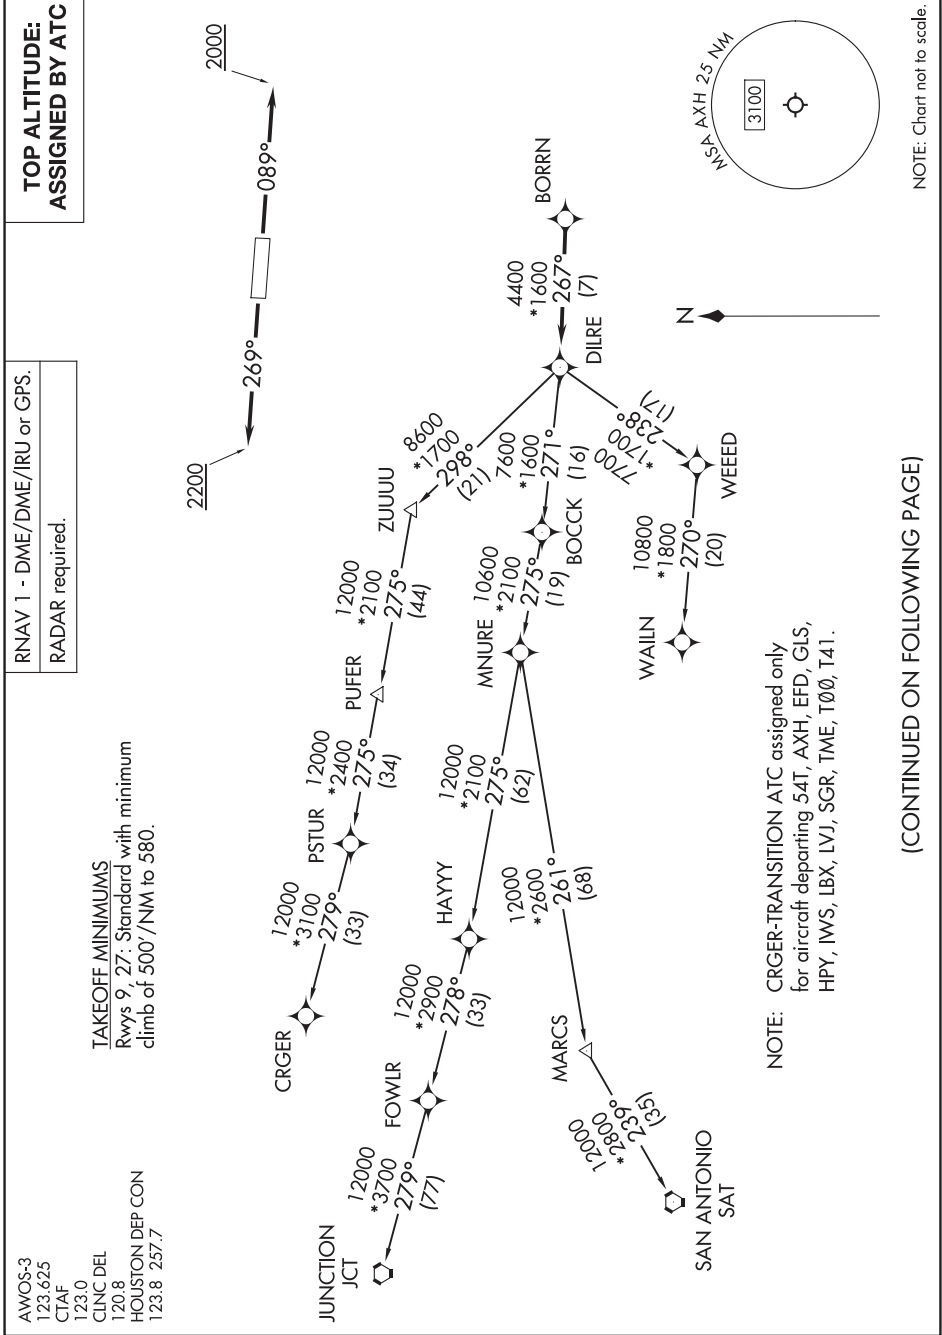 AWOS-3
123.625
CTAF
123.0
CLNC DEL
120.8
HOUSTON DEP CON
123.8 257.7
RNAV 1 - DME/DME/IRU or GPS.
RADAR required.
TOP ALTITUDE:
ASSIGNED BY ATC
TAKEOFF MINIMUMS
Rwys 9, 27: Standard with minimum
climb of 500'/NM to 580.
2200
269°
089°
2000
CRGER
12000
*3100
279°
(33)
PSTUR
12000
*2400
275°
(34)
PUFER
12000
*2100
275°
(44)
ZUUUU
8600
*1700
298°
(21)
JUNCTION
JCT
12000
*3700
279°
(77)
FOWLR
12000
*2900
278°
(33)
HAYYY
12000
*2100
275°
(62)
MNURE
10600
*2100
275°
(19)
BOCCK
7600
*1600
271°
(16)
DILRE
4400
*1600
267°
(7)
BORRN
SAN ANTONIO
SAT
12000
*2800
239°
(35)
MARCS
12000
*2600
261°
(68)
WAILN
10800
*1800
270°
(20)
WEEED
7700
*1700
238°
(17)
N
MSA AXH 25 NM
3100
NOTE: CRGER-TRANSITION ATC assigned only
for aircraft departing 54T, AXH, EFD, GLS,
HPY, IWS, LBX, LVJ, SGR, TME, TØØ, T41.
(CONTINUED ON FOLLOWING PAGE)
NOTE: Chart not to scale.